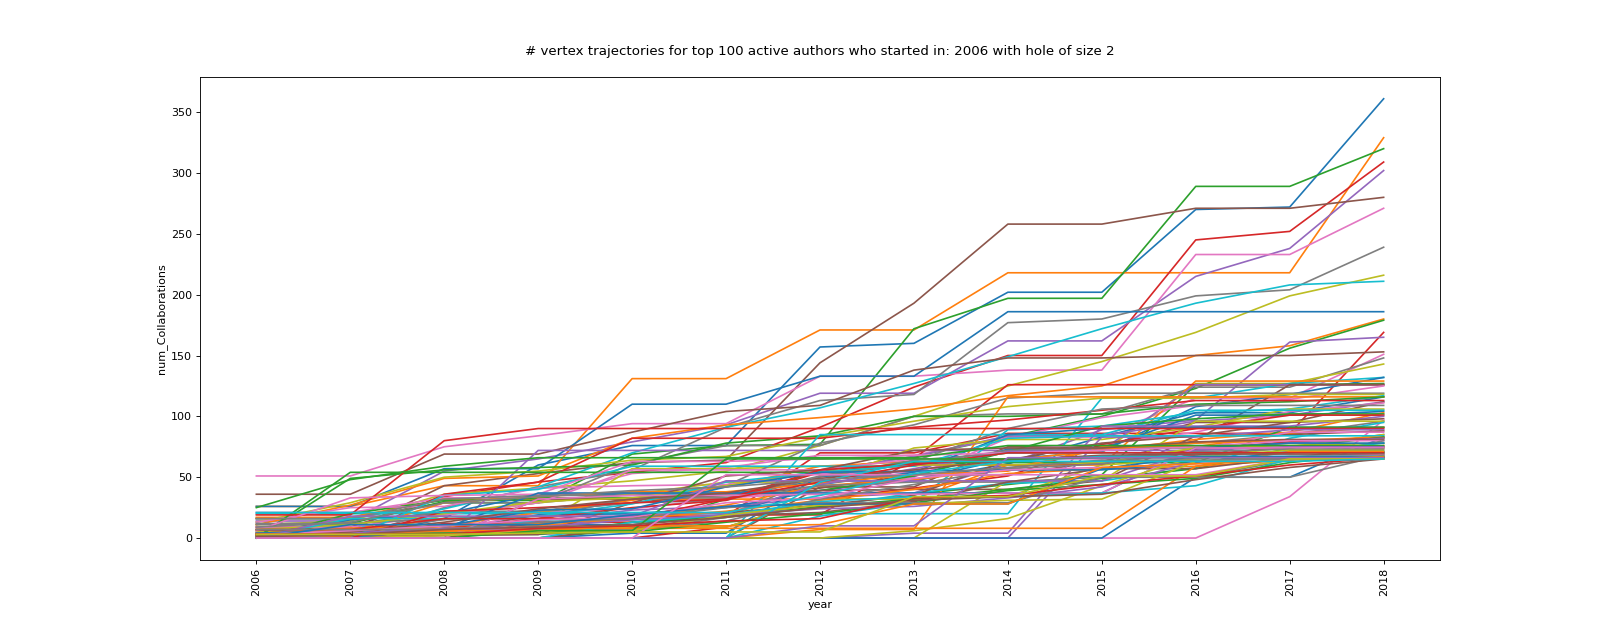 # vertex trajectories for top 100 active authors who started in: 2006 with hole of size 2
350
300
250
200
150
100
50
0
num_Collaborations
2006 2007 2008 2009 2010 2011 2012 2013 2014 2015 2016 2017 2018
year